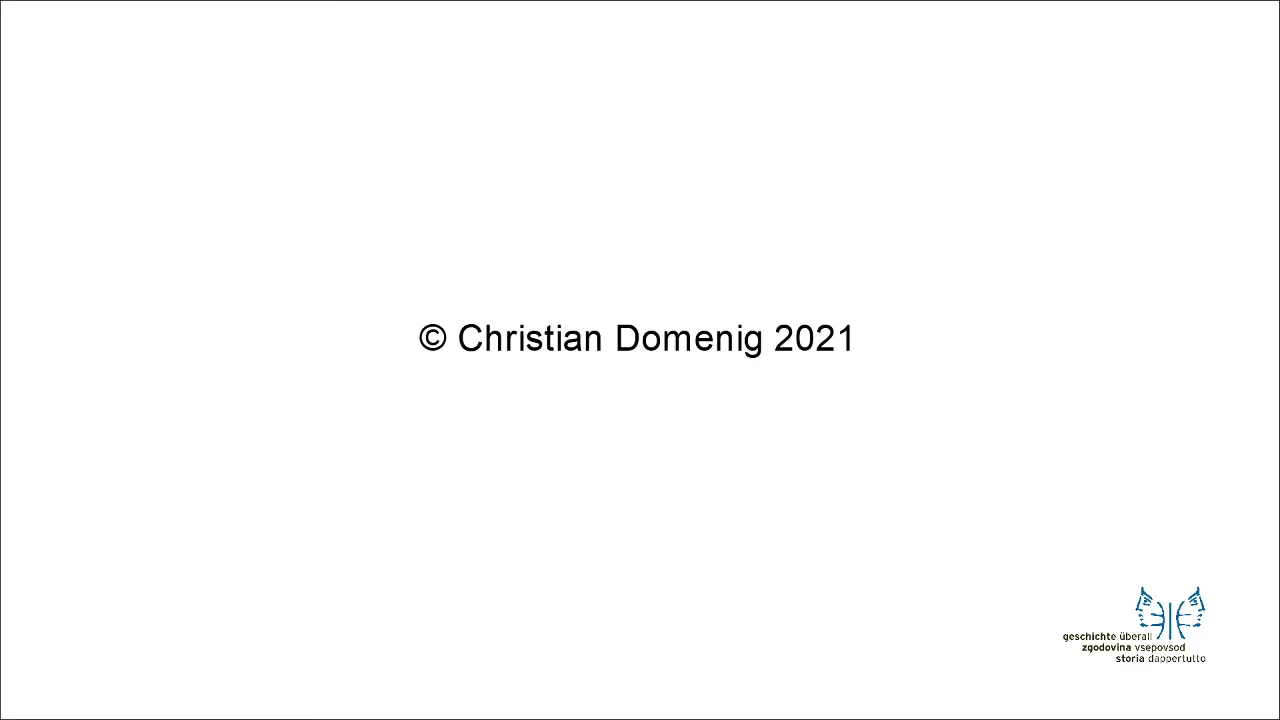 © Christian Domenig 2021
geschichte überall
zgodovina vsepovsod
storia dappertutto